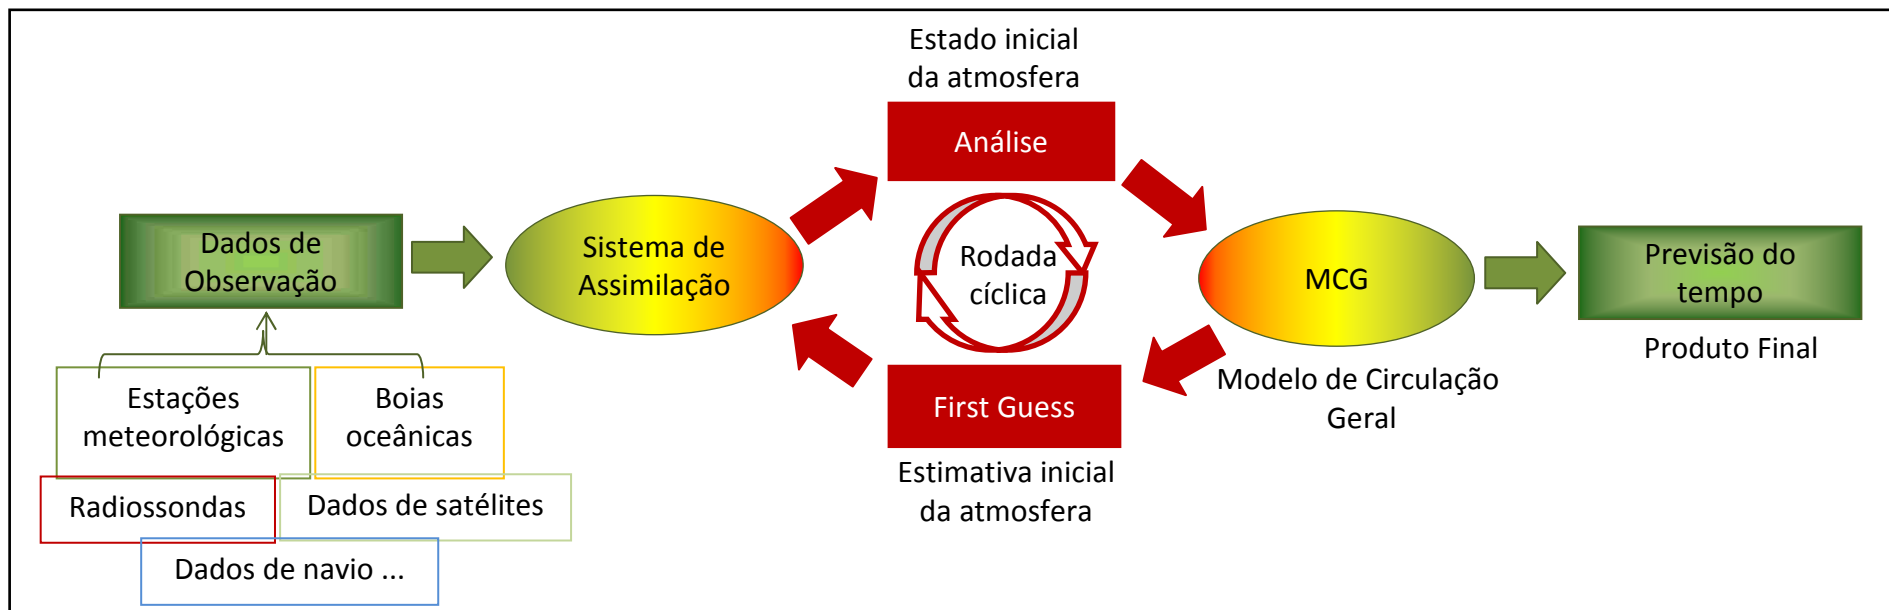 Dados de
Observação
Estações
meteorológicas
Boias
oceânicas
Radiossondas
Dados de satélites
Dados de navio ...
Sistema de
Assimilação
Estado inicial
da atmosfera
Análise
Rodada
cíclica
First Guess
Estimativa inicial
da atmosfera
MCG
Modelo de Circulação
Geral
Previsão do
tempo
Produto Final